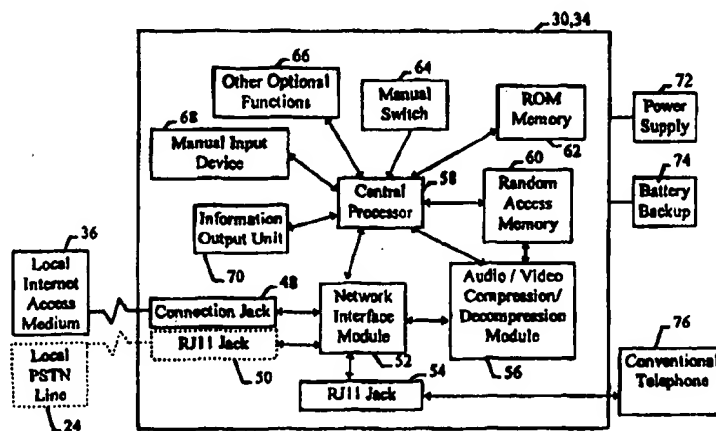 30,34
66
Other Optional
Functions
64
Manual
Switch
ROM
Memory
62
72
Power
Supply
68
Manual Input
Device
60
Random
Access
Memory
Central
Processor
58
74
Battery
Backup
Information
Output Unit
70
36
Local
Internet
Access
Medium
48
Connection Jack
RJ11 Jack
50
Network
Interface
Module
52
Audio / Video
Compression/
Decompression
Module
56
76
Conventional
Telephone
Local
PSTN
Line
24
54
RJ11 Jack